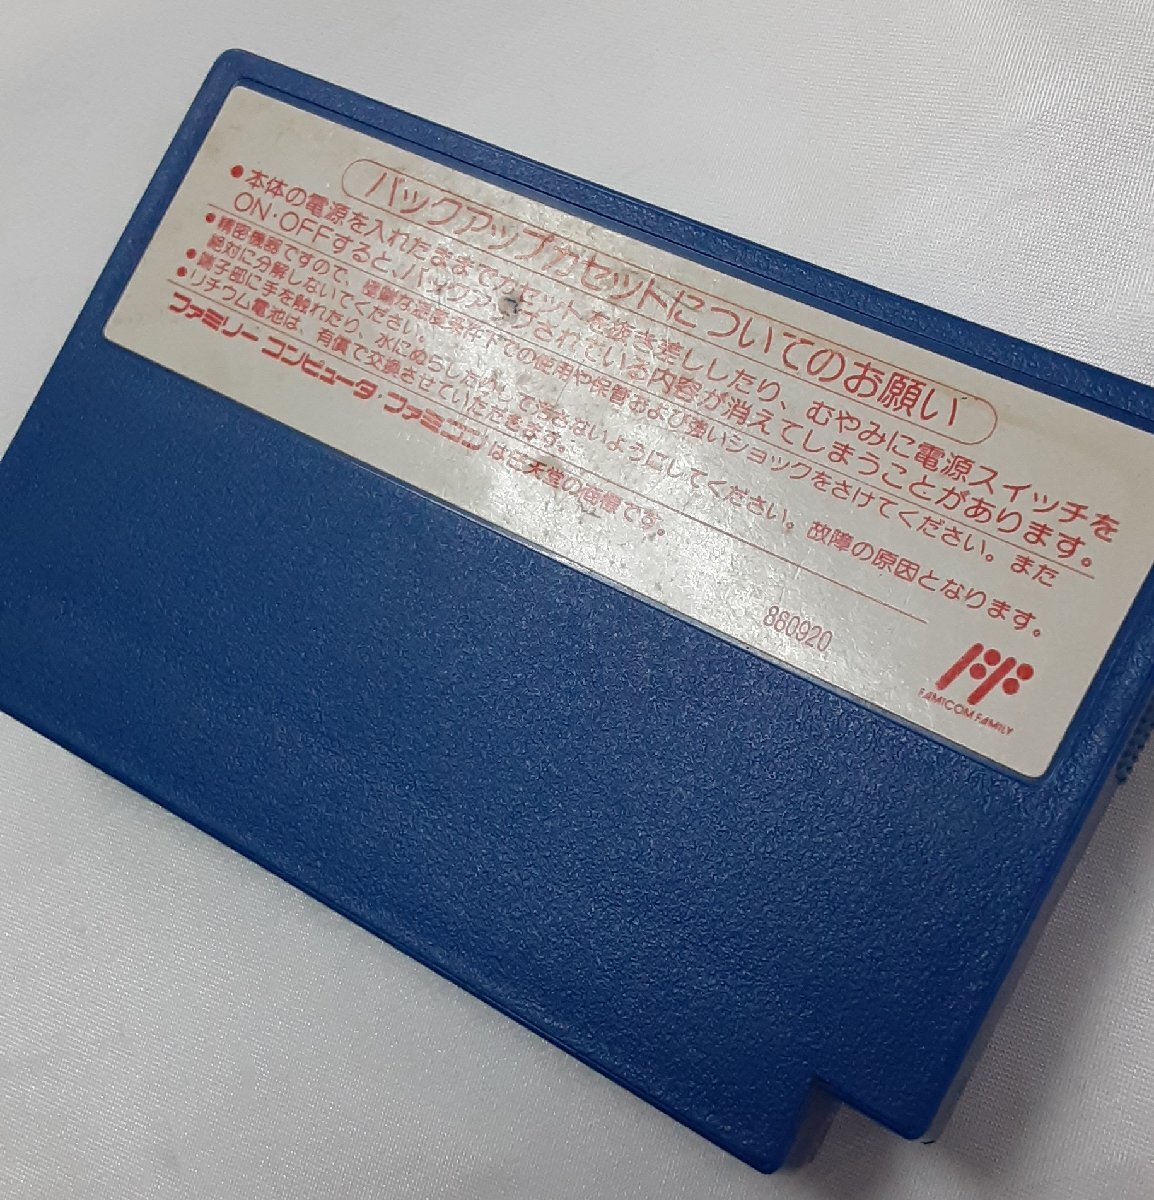 バックアップカセットについてのお願い
●本体の電源を入れたままでカセットを抜き差ししたり、むやみに電源スイッチを
ON・OFFすると、バックアップされている内容が消えてしまうことがあります。
●精密機器ですので、極端な温度条件下での使用や保管および強いショックをさけてください。また
絶対に分解しないでください。
●端子部に手を触れたり、水にぬらしたりして汚さないようにしてください。故障の原因となります。
●リチウム電池は、有償で交換させていただきます。
ファミリーコンピュータ・ファミコンは任天堂の商標です。
880920
FAMICOM FAMILY